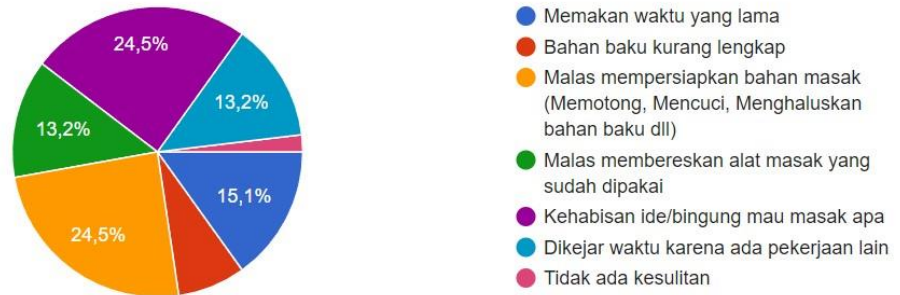 24,5%
13,2%
13,2%
15,1%
24,5%
Memakan waktu yang lama
Bahan baku kurang lengkap
Malas mempersiapkan bahan masak
(Memotong, Mencuci, Menghaluskan
bahan baku dll)
Malas membereskan alat masak yang
sudah dipakai
Kehabisan ide/bingung mau masak apa
Dikejar waktu karena ada pekerjaan lain
Tidak ada kesulitan